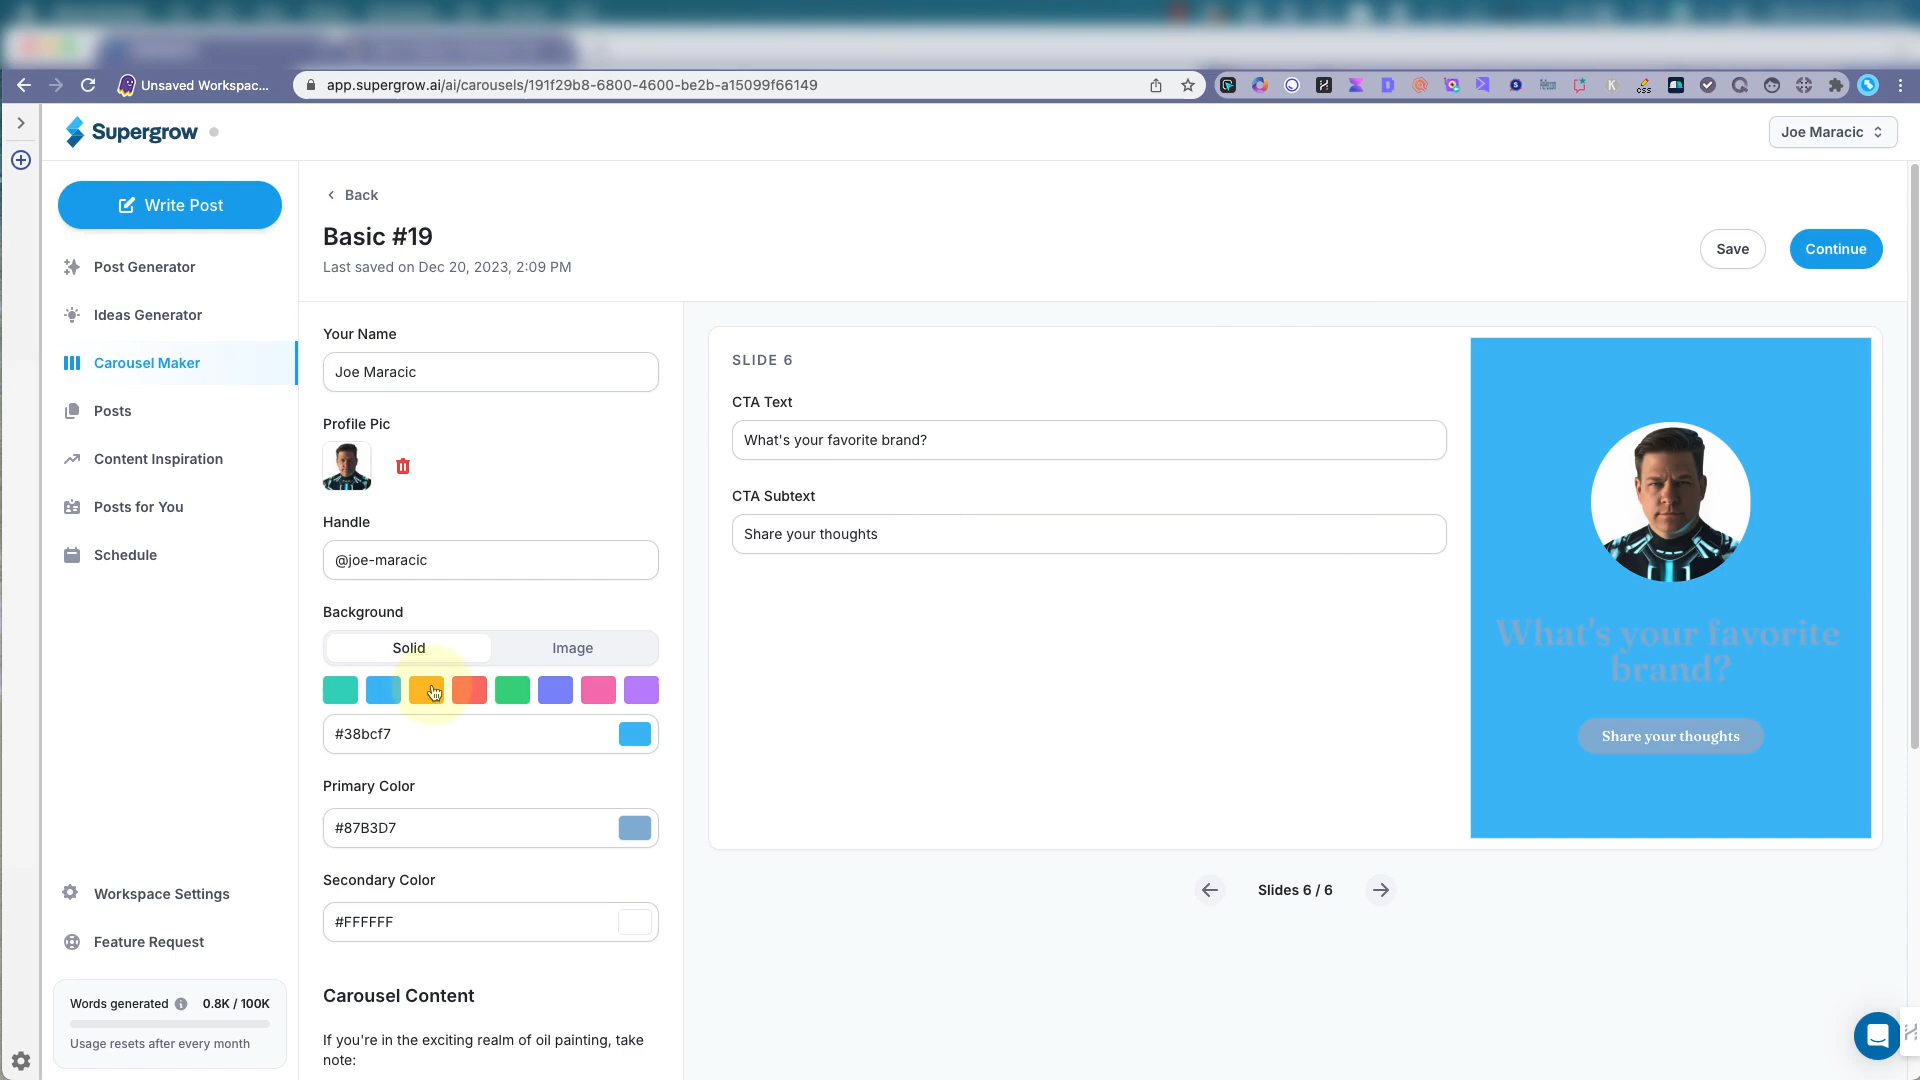 Unsaved Workspac...
app.supergrow.ai/ai/carousels/191f29b8-6800-4600-be2b-a15099f66149
Supergrow
Joe Maracic
Write Post
Post Generator
Ideas Generator
Carousel Maker
Posts
Content Inspiration
Posts for You
Schedule
Workspace Settings
Feature Request
Words generated 0.8K / 100K
Usage resets after every month
Back
Basic #19
Last saved on Dec 20, 2023, 2:09 PM
Save
Continue
Your Name
Joe Maracic
Profile Pic
Handle
@joe-maracic
Background
Solid
Image
#38bcf7
Primary Color
#87B3D7
Secondary Color
#FFFFFF
Carousel Content
If you're in the exciting realm of oil painting, take
note:
SLIDE 6
CTA Text
What's your favorite brand?
CTA Subtext
Share your thoughts
What's your favorite
brand?
Share your thoughts
Slides 6 / 6